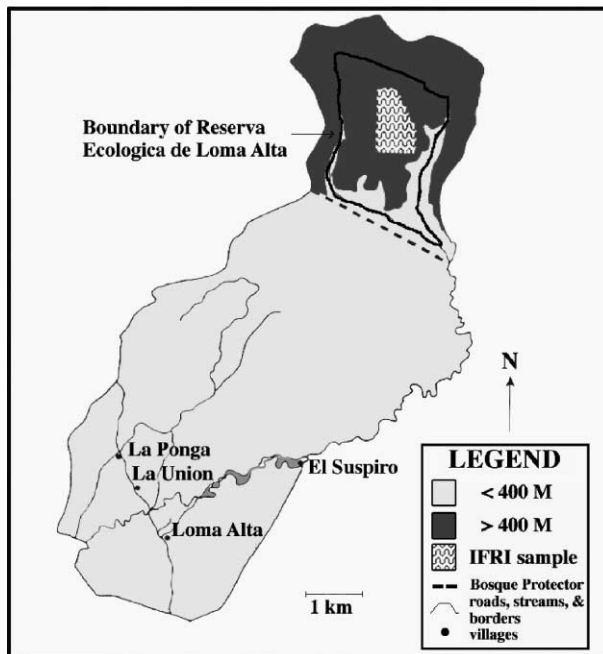 Boundary of Reserva
Ecologica de Loma Alta
N
La Ponga
La Union
El Suspiro
Loma Alta
1 km
LEGEND
< 400 M
> 400 M
IFRI sample
Bosque Protector
roads, streams, &
borders
villages